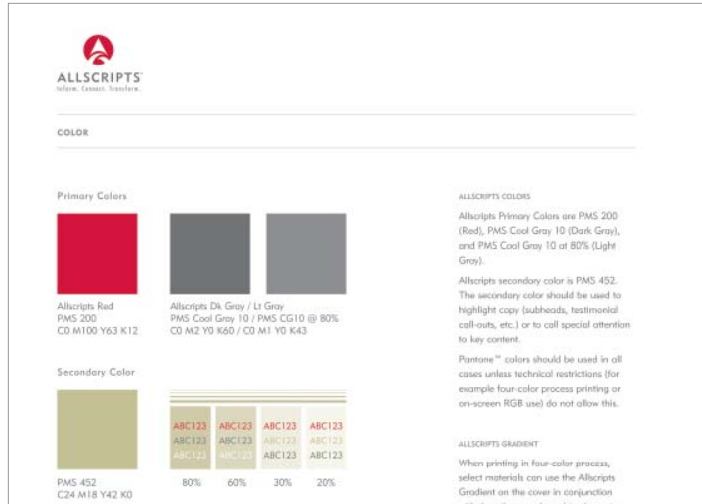 ALLSCRIPTS
Inform. Connect. Transform.
COLOR
Primary Colors
Allscripts Red
PMS 200
C0 M100 Y63 K12
Allscripts Dk Gray / Lt Gray
PMS Cool Gray 10 / PMS CG10 @ 80%
C0 M2 Y0 K60 / C0 M1 Y0 K43
Secondary Color
PMS 452
C24 M18 Y42 K0
ABC123 ABC123 ABC123 ABC123
ABC123 ABC123 ABC123 ABC123
ABC123 ABC123 ABC123 ABC123
80% 60% 30% 20%
ALLSCRIPTS COLORS
Allscripts Primary Colors are PMS 200
(Red), PMS Cool Gray 10 (Dark Gray),
and PMS Cool Gray 10 at 80% (Light
Gray).
Allscripts secondary color is PMS 452.
The secondary color should be used to
highlight copy (subheads, testimonial
call-outs, etc.) or to call special attention
to key content.
Pantone™ colors should be used in all
cases unless technical restrictions (for
example four-color process printing or
on-screen RGB use) do not allow this.
ALLSCRIPTS GRADIENT
When printing in four-color process,
select materials can use the Allscripts
Gradient on the cover in conjunction